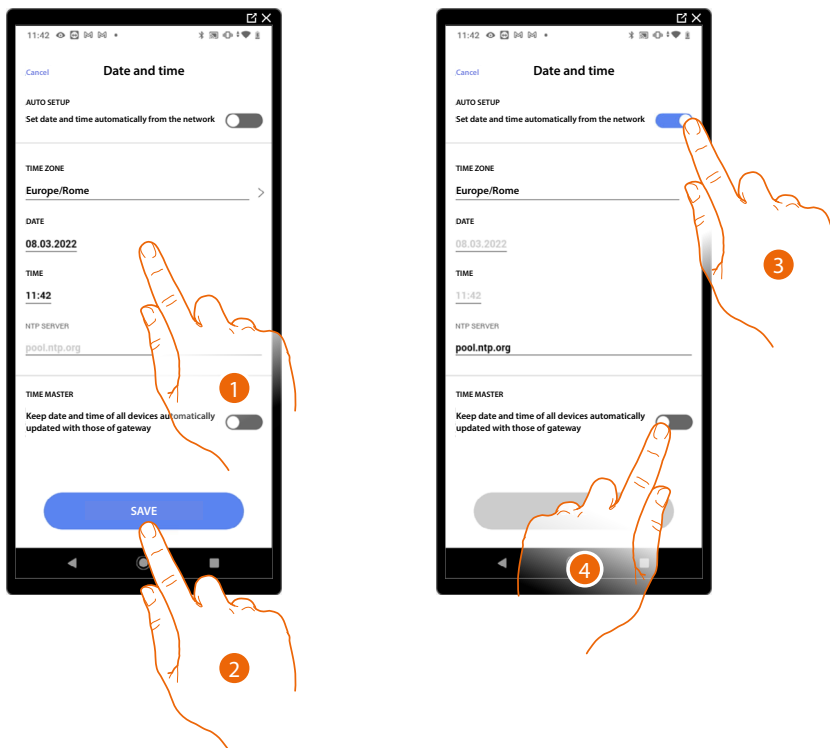 11:42
Cancel
Date and time
AUTO SETUP
Set date and time automatically from the network
TIME ZONE
Europe/Rome
DATE
08.03.2022
TIME
11:42
NTP SERVER
pool.ntp.org
TIME MASTER
Keep date and time of all devices automatically
updated with those of gateway
SAVE
1
2
11:42
Cancel
Date and time
AUTO SETUP
Set date and time automatically from the network
TIME ZONE
Europe/Rome
DATE
08.03.2022
TIME
11:42
NTP SERVER
pool.ntp.org
TIME MASTER
Keep date and time of all devices automatically
updated with those of gateway
3
4